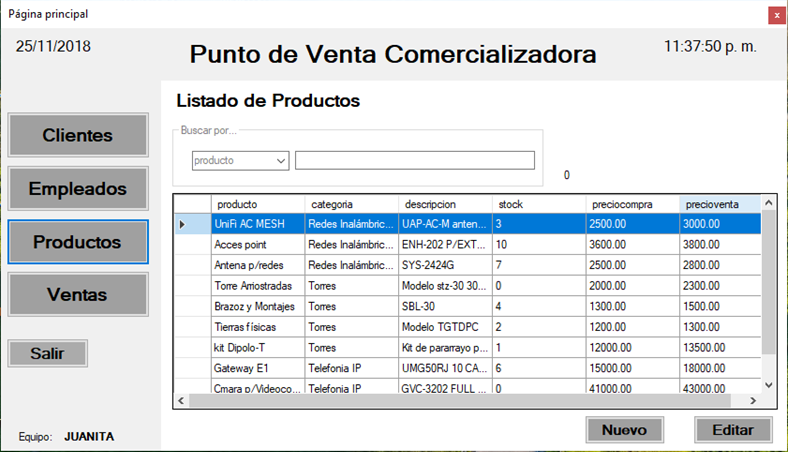 Página principal
25/11/2018
Punto de Venta Comercializadora
11:37:50 p. m.
Clientes
Empleados
Productos
Ventas
Salir
Equipo: JUANITA
Listado de Productos
Buscar por...
producto
0
producto categoria descripcion stock preciocompra precioventa
UniFi AC MESH Redes Inalámbric... UAP-AC-M anten... 3 2500.00 3000.00
Acces point Redes Inalámbric... ENH-202 P/EXT... 10 3600.00 3800.00
Antena p/redes Redes Inalámbric... SYS-2424G 7 2500.00 2800.00
Torre Arriostradas Torres Modelo stz-30 30... 0 2000.00 2300.00
Brazoz y Montajes Torres SBL-30 4 1300.00 1500.00
Tierras físicas Torres Modelo TGTDPC 2 1200.00 1300.00
kit Dipolo-T Torres Kit de pararrayo p... 1 12000.00 13500.00
Gateway E1 Telefonia IP UMG50RJ 10 CA... 6 15000.00 18000.00
Cmara p/Videoco... Telefonia IP GVC-3202 FULL ... 0 41000.00 43000.00
Nuevo Editar